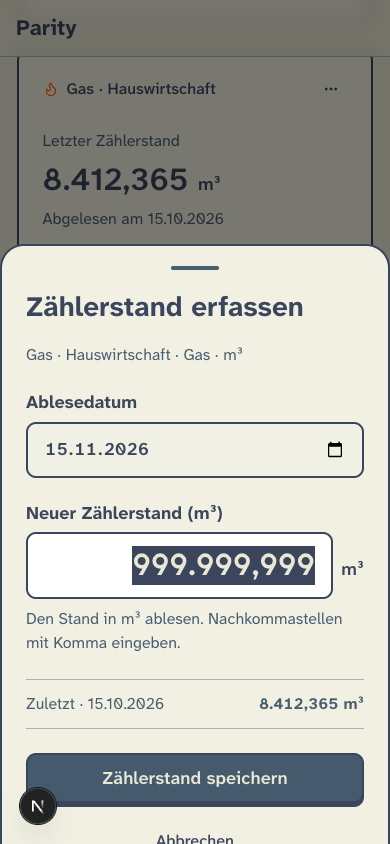 Parity
Gas · Hauswirtschaft
...
Letzter Zählerstand
8.412,365 m³
Abgelesen am 15.10.2026
Zählerstand erfassen
Gas · Hauswirtschaft · Gas · m³
Ablesedatum
15.11.2026
Neuer Zählerstand (m³)
999.999,999 m³
Den Stand in m³ ablesen. Nachkommastellen
mit Komma eingeben.
Zuletzt · 15.10.2026 8.412,365 m³
Zählerstand speichern
N
Abbrechen